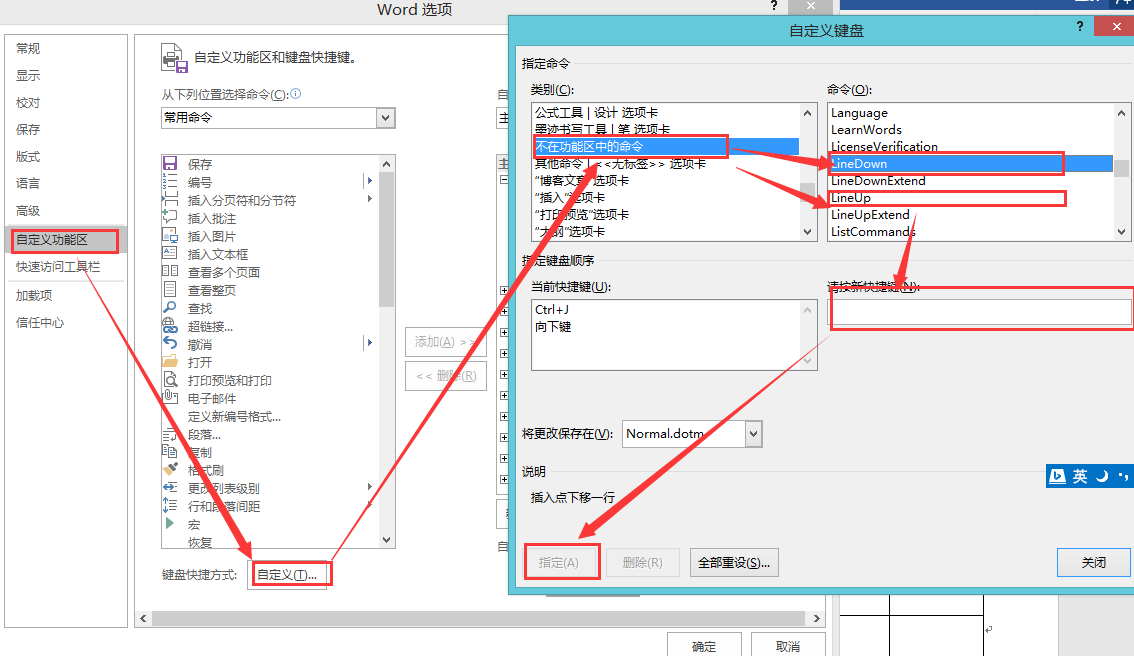 Word 选项
?
常规
显示
校对
保存
版式
语言
高级
自定义功能区
快速访问工具栏
加载项
信任中心
自定义功能区和键盘快捷键。
从下列位置选择命令(C):
常用命令
保存
编号
插入分页符和分节符
插入批注
插入图片
插入文本框
查看多个页面
查看整页
查找
超链接...
撤消
打开
打印预览和打印
电子邮件
定义新编号格式...
段落...
复制
格式刷
更改列表级别
行和段落间距
宏
恢复
键盘快捷方式:
自定义(T)...
添加(A) >>
<< 删除(R)
自
主
主
自
确定
取消
自定义键盘
?
指定命令
类别(C):
公式工具 | 设计 选项卡
墨迹书写工具 | 笔 选项卡
不在功能区中的命令
其他命令 | <<无标签>> 选项卡
“博客文章”选项卡
“插入”选项卡
“打印预览”选项卡
“大纲”选项卡
命令(O):
Language
LearnWords
LicenseVerification
LineDown
LineDownExtend
LineUp
LineUpExtend
ListCommands
指定键盘顺序
当前快捷键(U):
Ctrl+J
向下键
请按新快捷键(N):
将更改保存在(V):
Normal.dotm
说明
插入点下移一行
指定(A)
删除(R)
全部重设(S)...
关闭
英